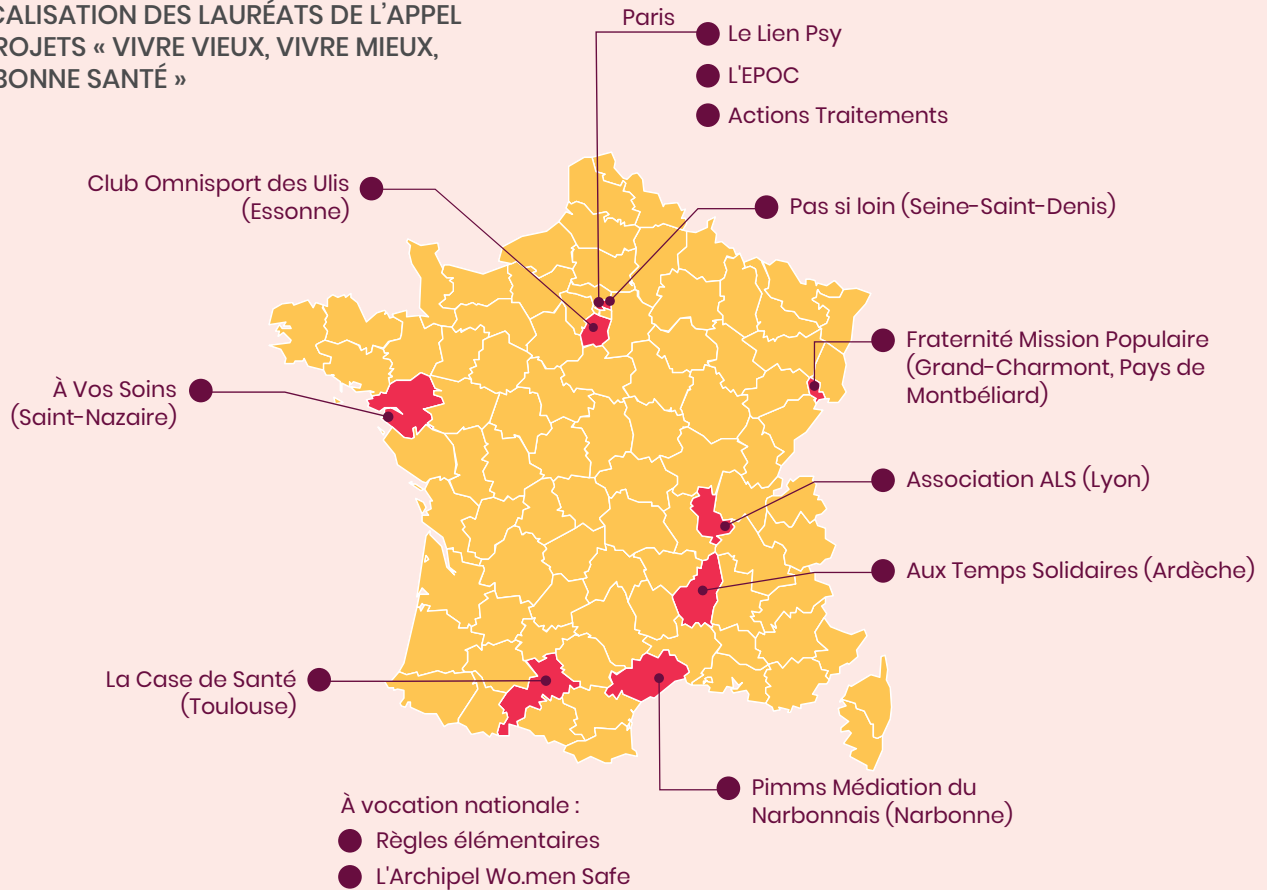 CALISATION DES LAURÉATS DE L'APPEL
ROJETS « VIVRE VIEUX, VIVRE MIEUX,
BONNE SANTÉ »
Paris
Le Lien Psy
L'EPOC
Actions Traitements
Club Omnisport des Ulis
(Essonne)
Pas si loin (Seine-Saint-Denis)
Fraternité Mission Populaire
(Grand-Charmont, Pays de
Montbéliard)
À Vos Soins
(Saint-Nazaire)
Association ALS (Lyon)
Aux Temps Solidaires (Ardèche)
La Case de Santé
(Toulouse)
Pimms Médiation du
Narbonnais (Narbonne)
À vocation nationale :
Règles élémentaires
L'Archipel Wo.men Safe